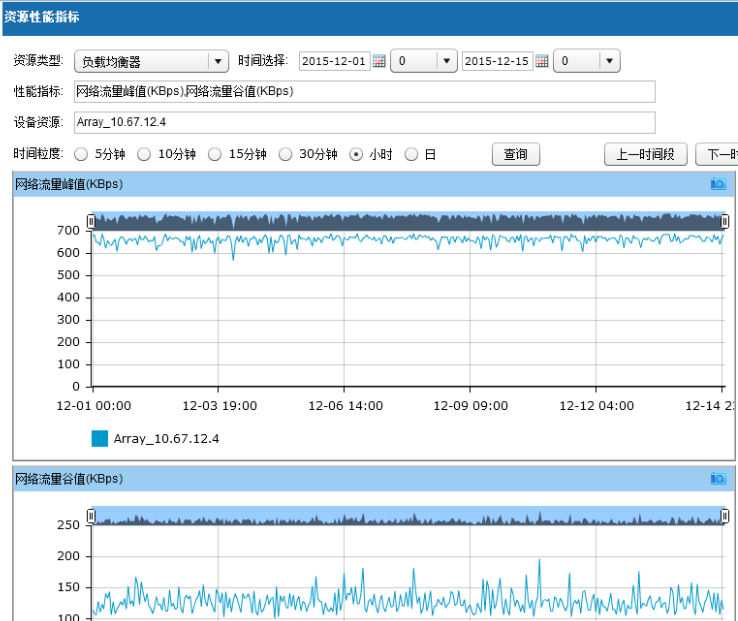 资源性能指标
资源类型: 负载均衡器 时间选择: 2015-12-01 0 2015-12-15 0
性能指标: 网络流量峰值(KBps),网络流量谷值(KBps)
设备资源: Array_10.67.12.4
时间粒度: 5分钟 10分钟 15分钟 30分钟 小时 日 查询 上一时间段 下一
网络流量峰值(KBps)
700
600
500
400
300
200
100
0
12-01 00:00 12-03 19:00 12-06 14:00 12-09 09:00 12-12 04:00 12-14
Array_10.67.12.4
网络流量谷值(KBps)
250
200
150
100